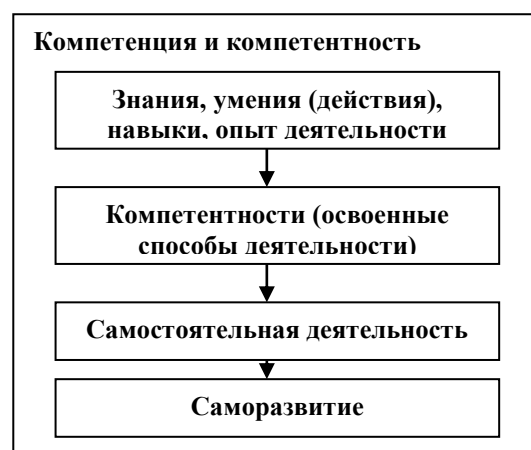 Компетенция и компетентность
Знания, умения (действия),
навыки, опыт деятельности
Компетентности (освоенные
способы деятельности)
Самостоятельная деятельность
Саморазвитие